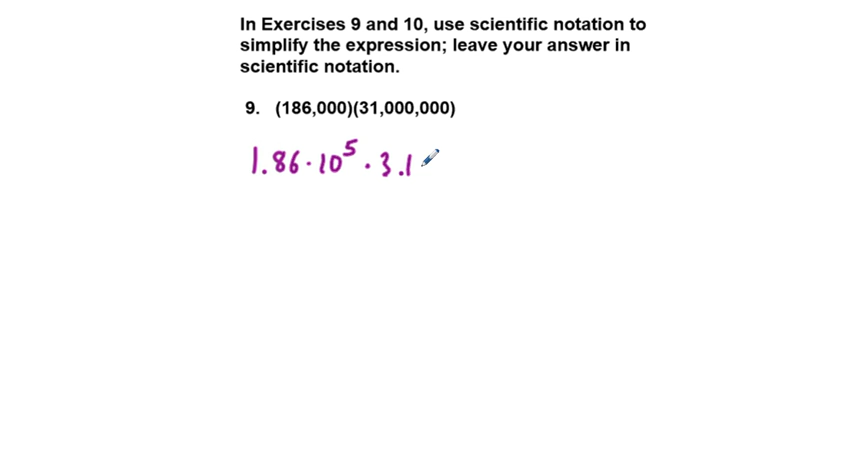 In Exercises 9 and 10, use scientific notation to
simplify the expression; leave your answer in
scientific notation.
9. (186,000)(31,000,000)
1.86 · 10⁵ · 3.1